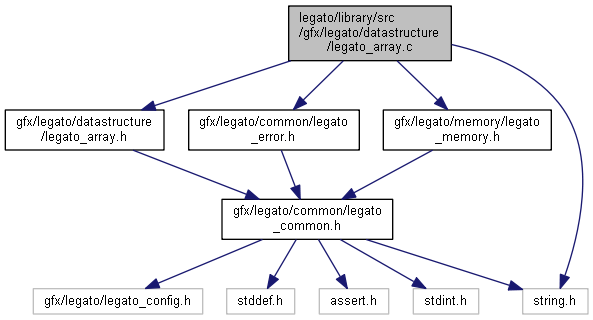 legato/library/src
/gfx/legato/datastructure
/legato_array.c
gfx/legato/datastructure
/legato_array.h
gfx/legato/common/legato
_error.h
gfx/legato/memory/legato
_memory.h
gfx/legato/common/legato
_common.h
gfx/legato/legato_config.h
stddef.h
assert.h
stdint.h
string.h